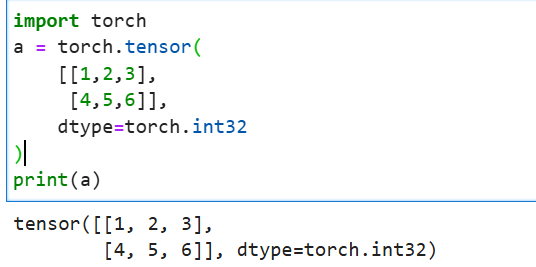 import torch
a = torch.tensor(
    [[1,2,3],
     [4,5,6]],
    dtype=torch.int32
)
print(a)
tensor([[1, 2, 3],
        [4, 5, 6]], dtype=torch.int32)